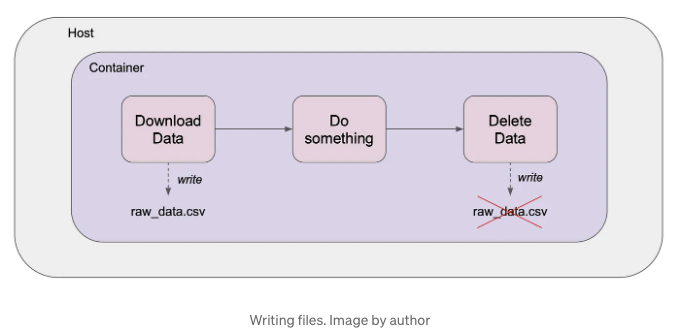 Host
Container
Download
Data
Do
something
Delete
Data
write
write
raw_data.csv
raw_data.csv
Writing files. Image by author